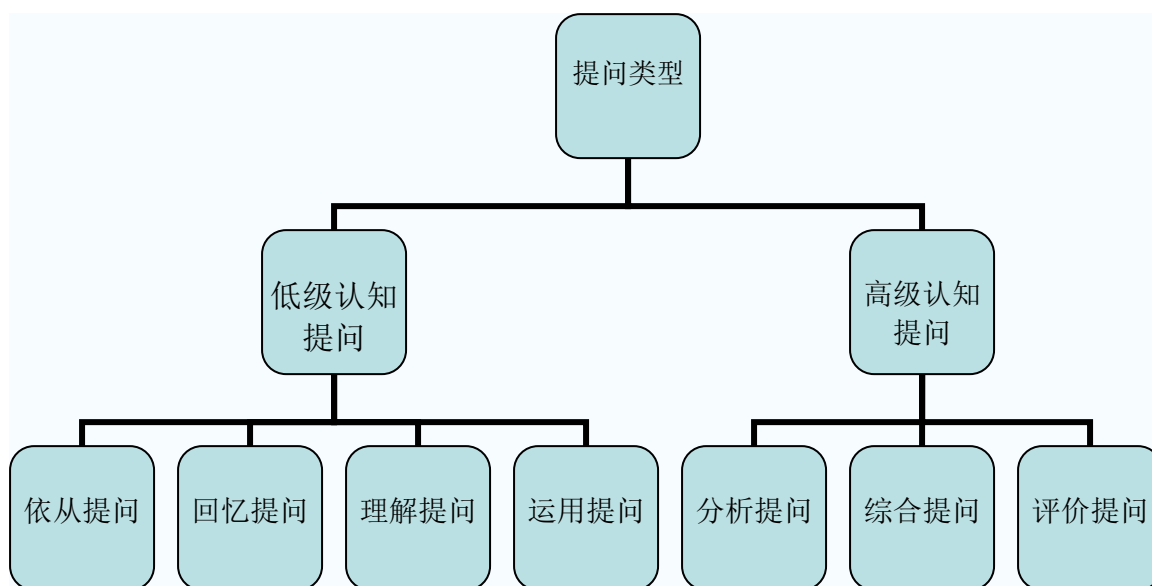 提问类型
低级认知
提问
高级认知
提问
依从提问
回忆提问
理解提问
运用提问
分析提问
综合提问
评价提问